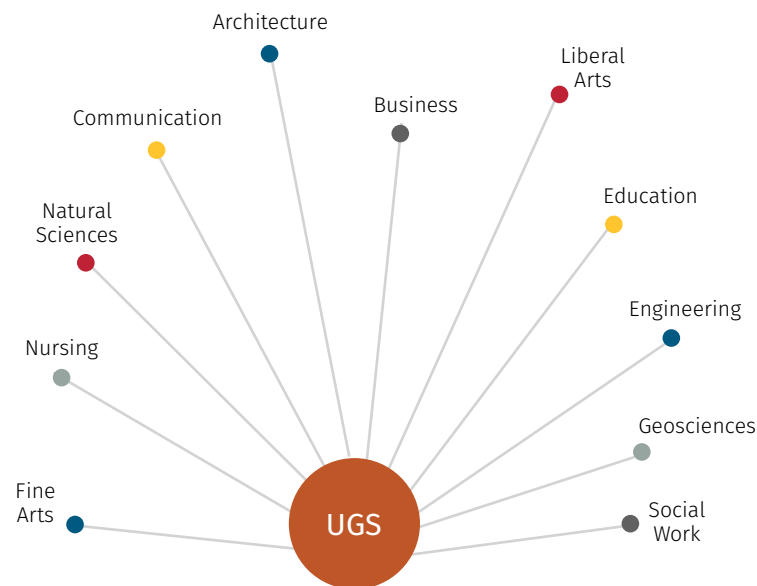 Architecture
Liberal
Arts
Business
Communication
Education
Natural
Sciences
Engineering
Nursing
Geosciences
Fine
Arts
Social
Work
UGS